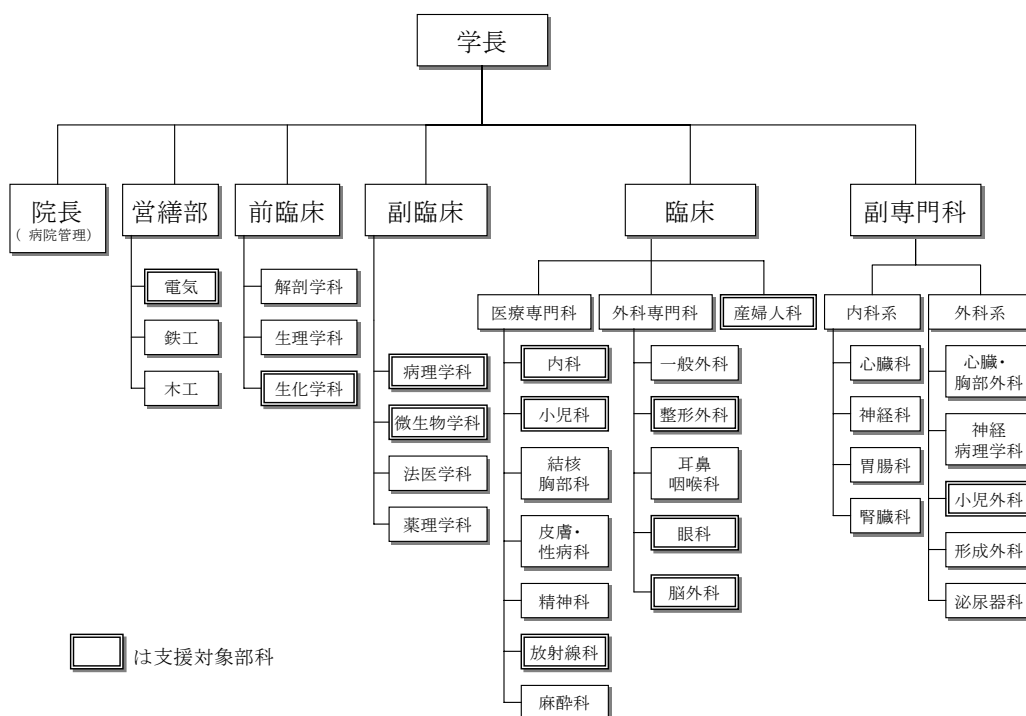 学長
院長
( 病院管理)
営繕部
前臨床
副臨床
臨床
副専門科
電気
鉄工
木工
解剖学科
生理学科
生化学科
病理学科
微生物学科
法医学科
薬理学科
医療専門科
外科専門科
産婦人科
内科
小児科
結核
胸部科
皮膚・
性病科
精神科
放射線科
麻酔科
一般外科
整形外科
耳鼻
咽喉科
眼科
脳外科
内科系
外科系
心臓科
神経科
胃腸科
腎臓科
心臓・
胸部外科
神経
病理学科
小児外科
形成外科
泌尿器科
は支援対象部科